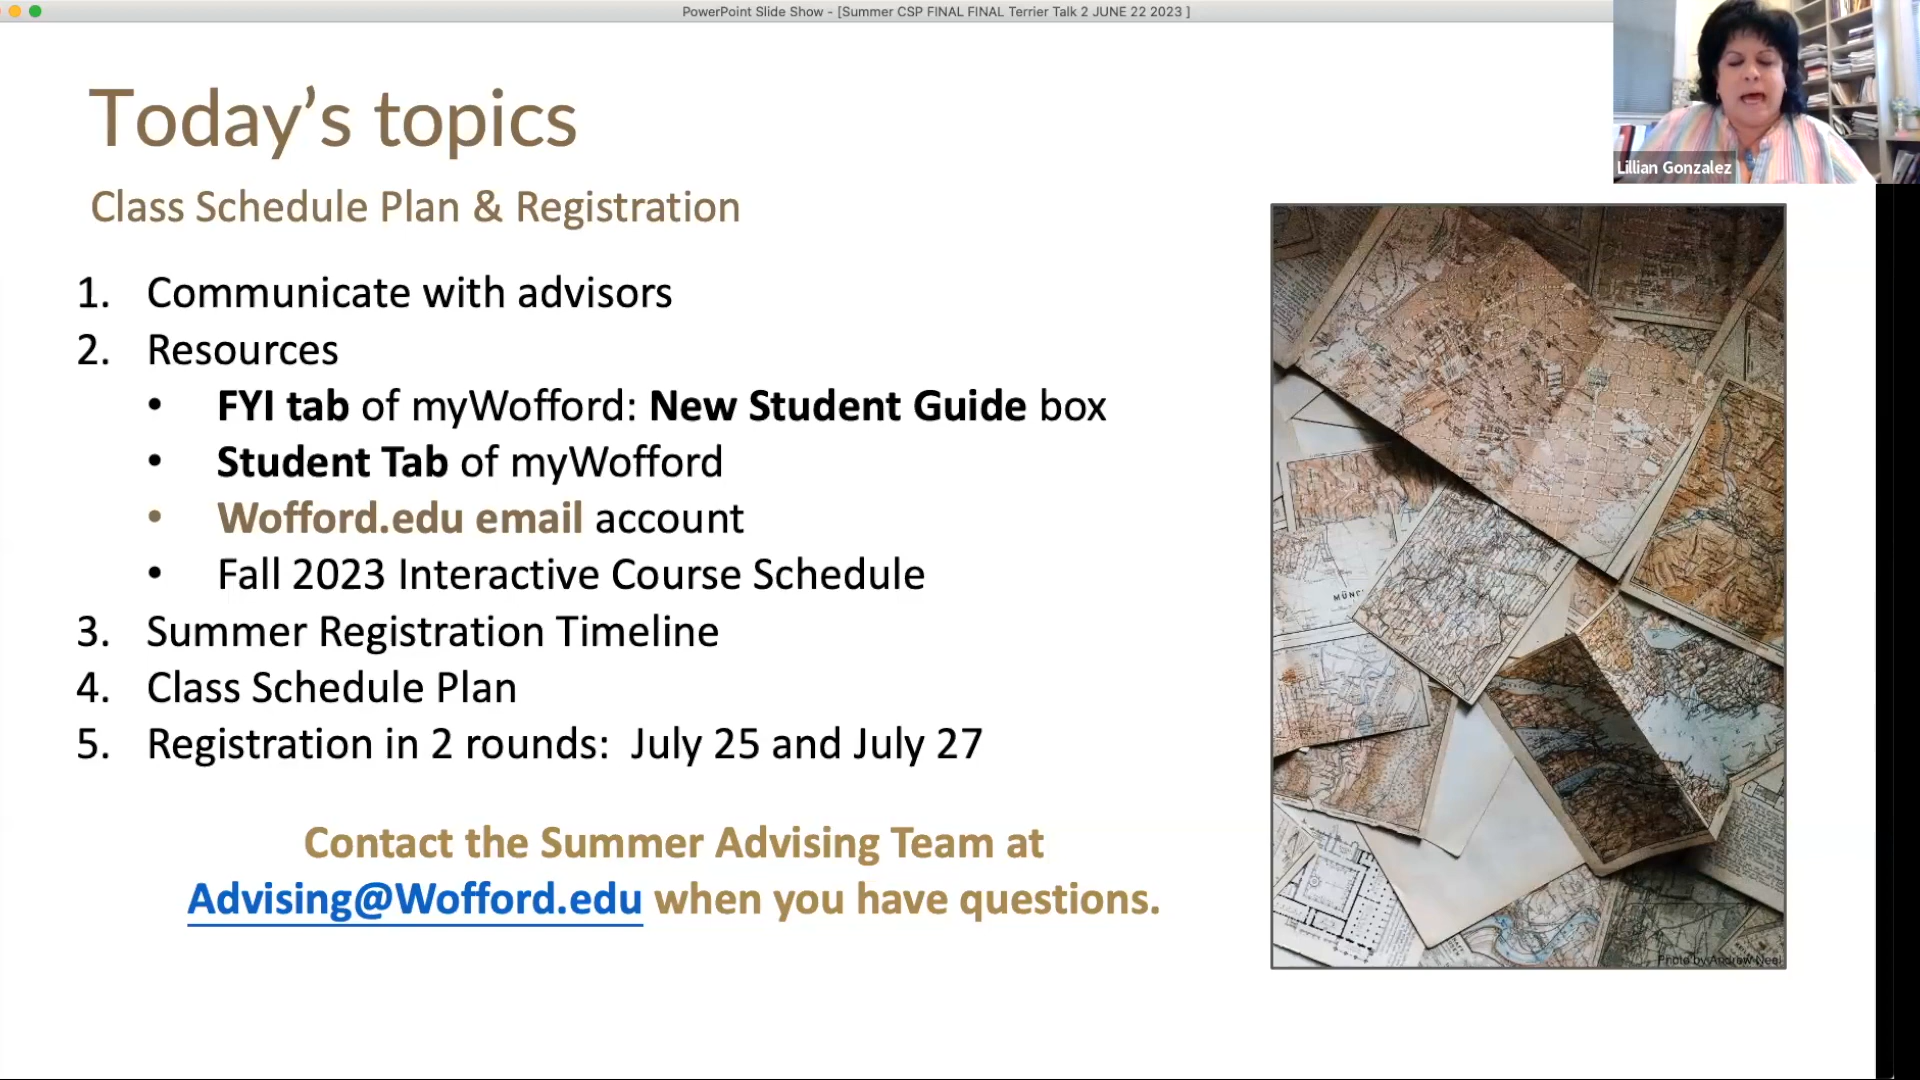 PowerPoint Slide Show - [Summer CSP FINAL FINAL Terrier Talk 2 JUNE 22 2023 ]
Lillian Gonzalez
Today's topics
Class Schedule Plan & Registration
1. Communicate with advisors
2. Resources
• FYI tab of myWofford: New Student Guide box
• Student Tab of myWofford
• Wofford.edu email account
• Fall 2023 Interactive Course Schedule
3. Summer Registration Timeline
4. Class Schedule Plan
5. Registration in 2 rounds: July 25 and July 27
Contact the Summer Advising Team at
Advising@Wofford.edu when you have questions.
Photo by Andrew Neel